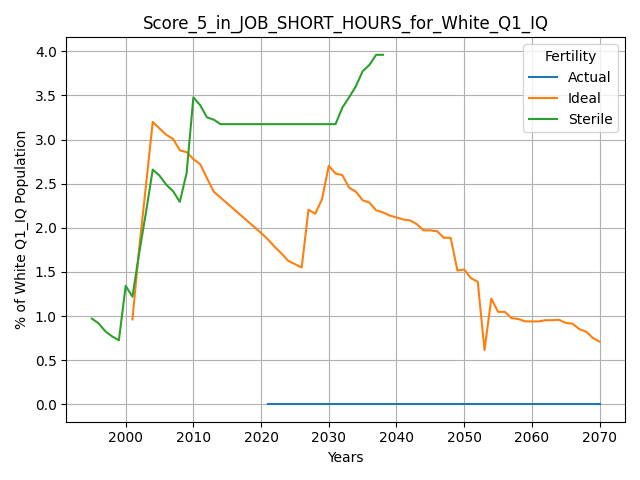 Score_5_in_JOB_SHORT_HOURS_for_White_Q1_IQ
Fertility
Actual
Ideal
Sterile
% of White Q1_IQ Population
4.0
3.5
3.0
2.5
2.0
1.5
1.0
0.5
0.0
2000 2010 2020 2030 2040 2050 2060 2070
Years